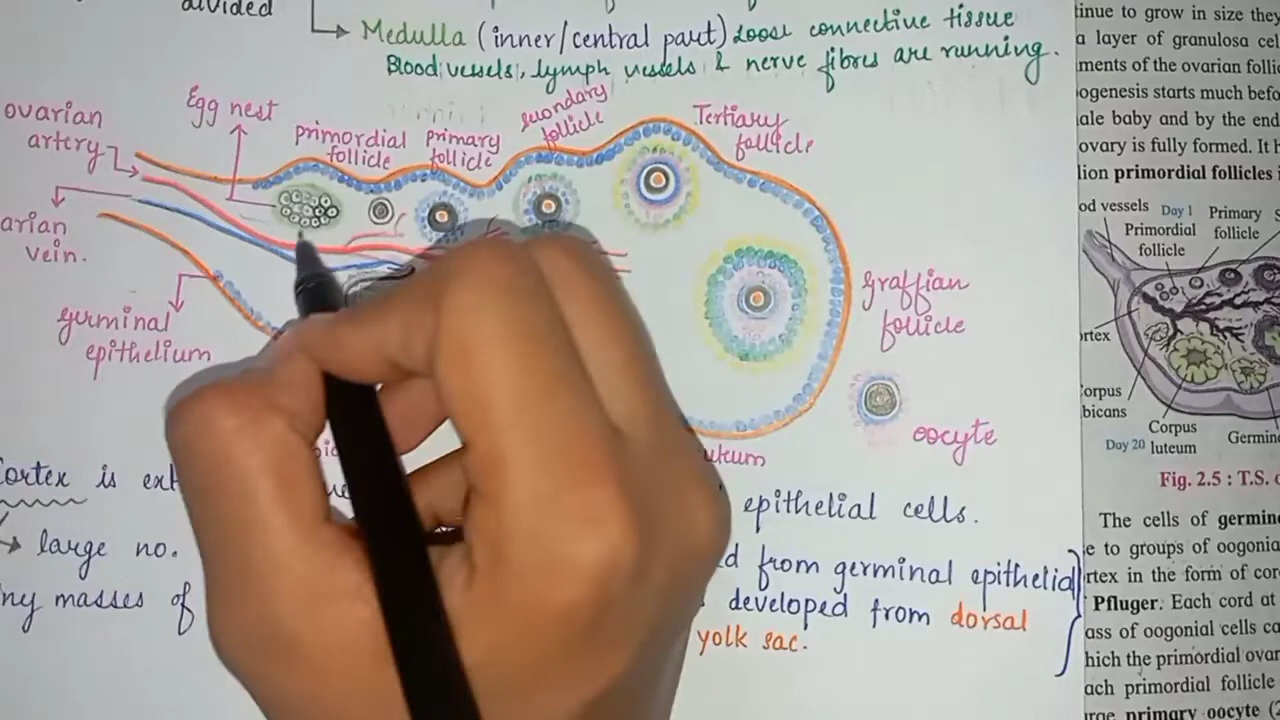 divided
Medulla (inner/central part) Loose connective tissue
Blood vessels, lymph vessels & nerve fibres are running.
ovarian
artery
Egg nest
primordial
follicle
primary
follicle
secondary
follicle
Tertiary
follicle
arian
vein.
germinal
epithelium
graffian
follicle
oocyte
uteum
Cortex is ext
epithelial cells.
large no.
d from germinal epithelial
ny masses of
developed from dorsal
yolk sac.
tinue to grow in size they
a layer of granulosa cel
ments of the ovarian follic
ogenesis starts much befo
ale baby and by the end
ovary is fully formed. It h
lion primordial follicles i
od vessels
Day 1
Primordial
follicle
Primary
follicle
rtex
orpus
bicans
Corpus
luteum
Day 20
Germin
Fig. 2.5 : T.S. o
The cells of germin
e to groups of oogonia
rtex in the form of cor
Pfluger. Each cord at
ass of oogonial cells ca
hich the primordial ovar
ach primordial follicle
arge primary oocyte (2